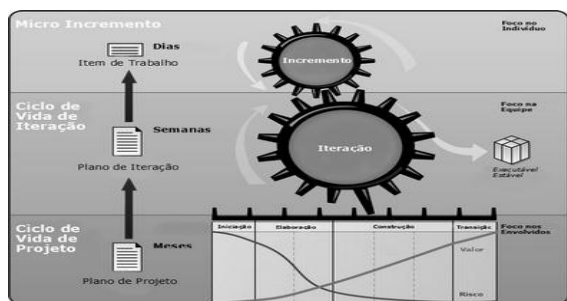 Micro Incremento
Foco no
Indivíduo
Dias
Item de Trabalho
Incremento
Ciclo de
Vida de
Iteração
Foco na
Equipe
Semanas
Plano de Iteração
Iteração
Executável
Estável
Ciclo de
Vida de
Projeto
Meses
Plano de Projeto
Iniciação
Elaboração
Construção
Transição
Foco nos
Envolvidos
Valor
Risco